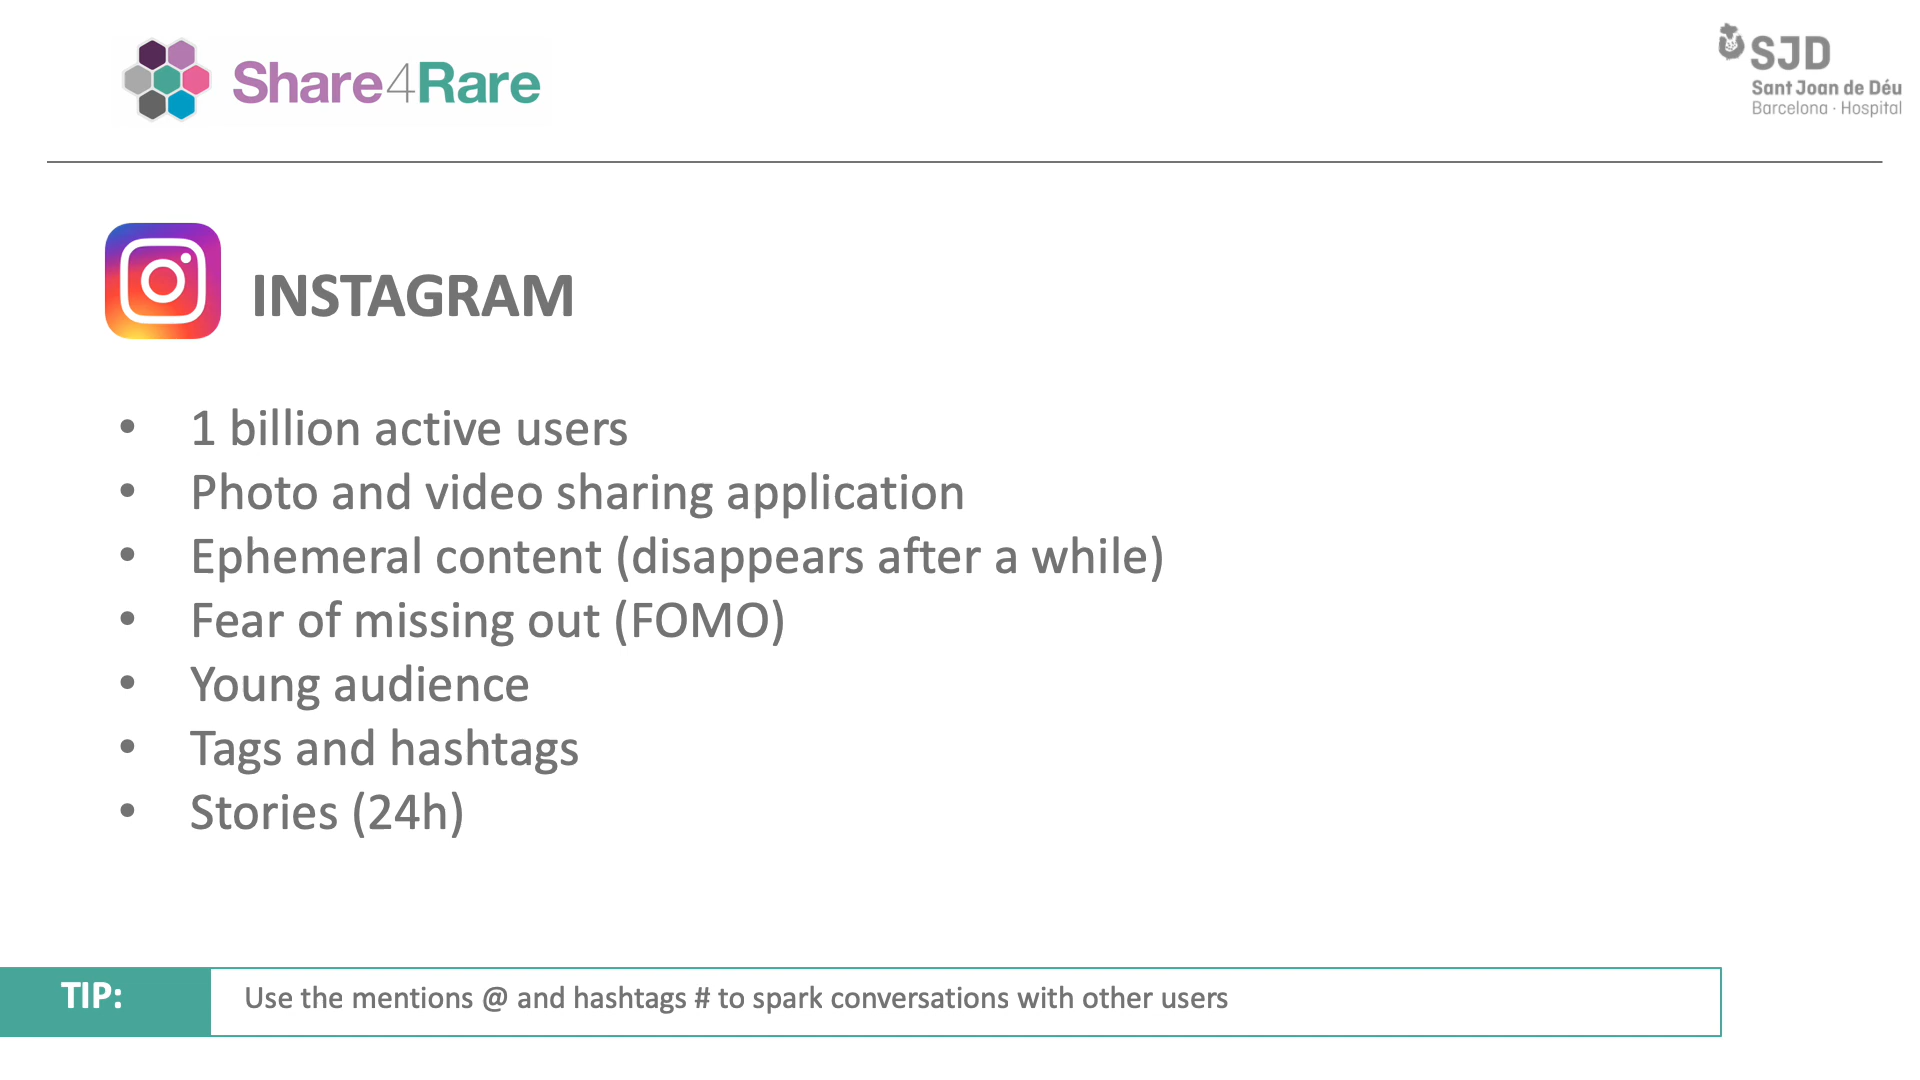 Share4Rare
SJD
Sant Joan de Déu
Barcelona · Hospital
INSTAGRAM
• 1 billion active users
• Photo and video sharing application
• Ephemeral content (disappears after a while)
• Fear of missing out (FOMO)
• Young audience
• Tags and hashtags
• Stories (24h)
TIP: Use the mentions @ and hashtags # to spark conversations with other users